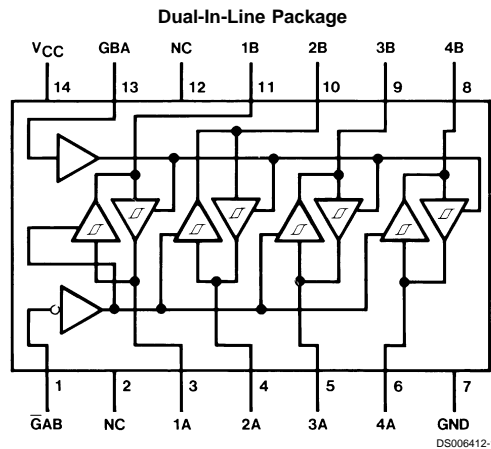 Dual-In-Line Package
VCC GBA NC 1B 2B 3B 4B
14 13 12 11 10 9 8
1 2 3 4 5 6 7
G̅AB NC 1A 2A 3A 4A GND
DS006412-